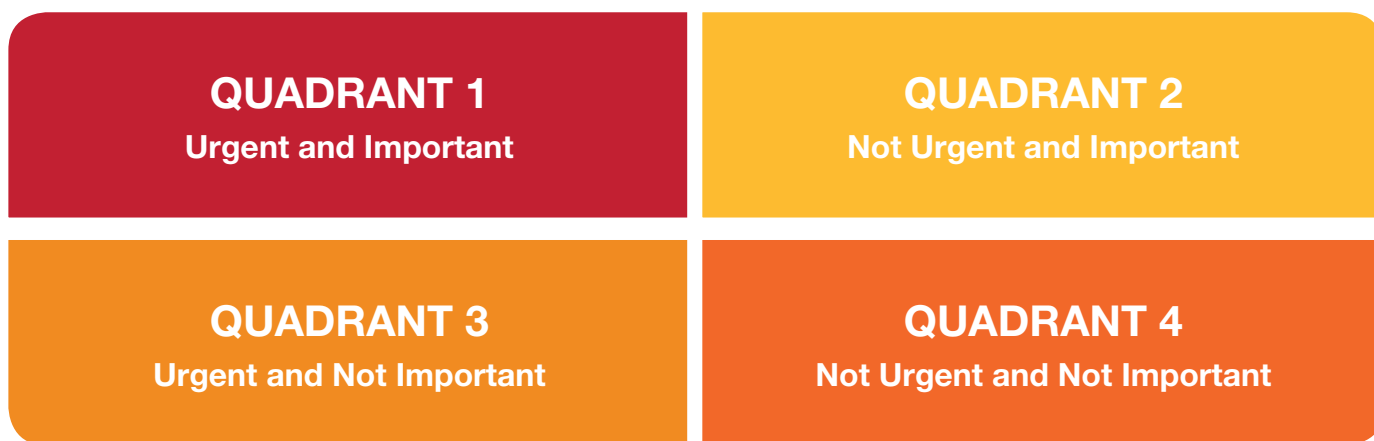 QUADRANT 1
Urgent and Important
QUADRANT 2
Not Urgent and Important
QUADRANT 3
Urgent and Not Important
QUADRANT 4
Not Urgent and Not Important